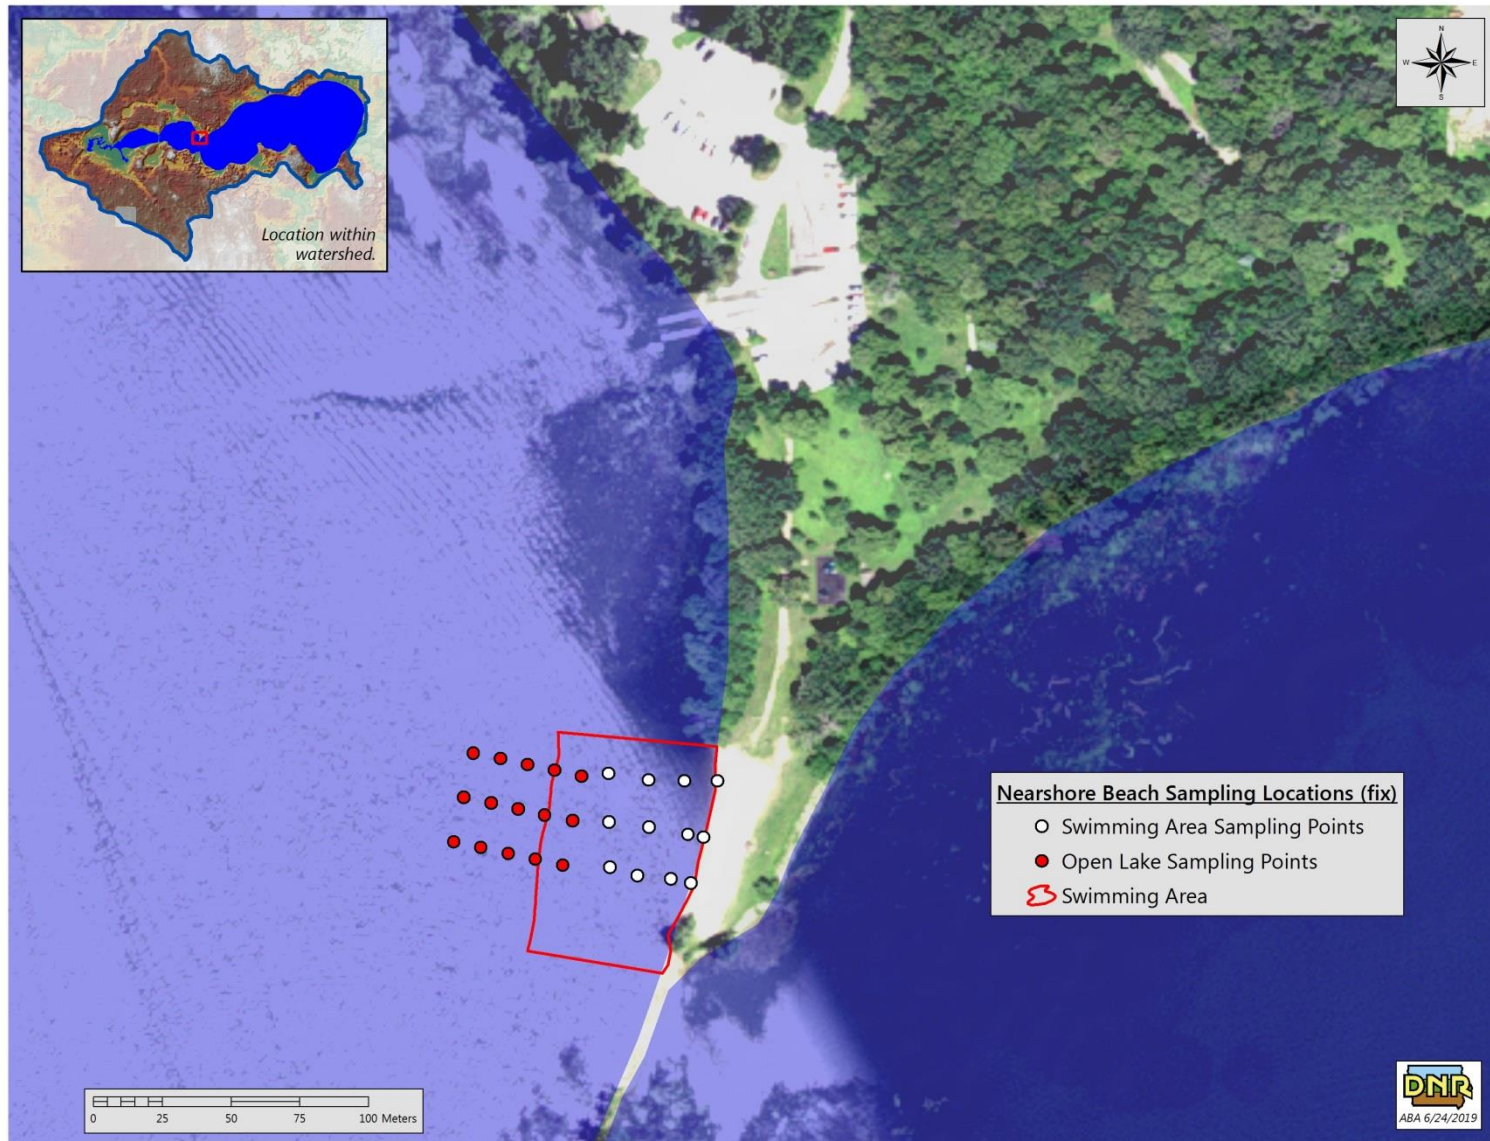 Location within
watershed.
N
W E
S
Nearshore Beach Sampling Locations (fix)
Swimming Area Sampling Points
Open Lake Sampling Points
Swimming Area
0 25 50 75 100 Meters
DNR
ABA 6/24/2019